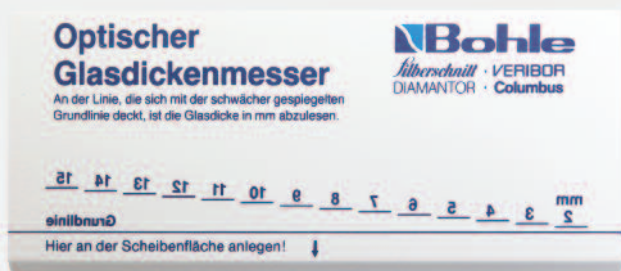 Optischer
Glasdickenmesser
An der Linie, die sich mit der schwächer gespiegelten
Grundlinie deckt, ist die Glasdicke in mm abzulesen.
Bohle
Silberschnitt · VERIBOR
DIAMANTOR · Columbus
15 14 13 12 11 10 9 8 7 6 5 4 3 2 mm
Grundlinie
Hier an der Scheibenfläche anlegen! ↓